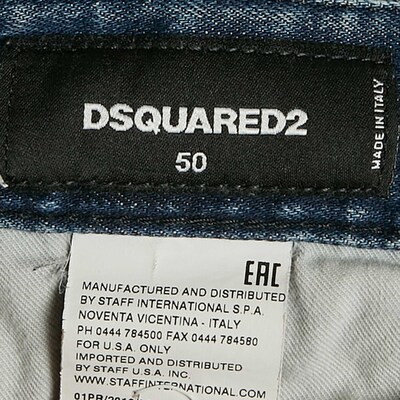 DSQUARED2
50
MADE IN ITALY
EAC
MANUFACTURED AND DISTRIBUTED
BY STAFF INTERNATIONAL S.P.A.
NOVENTA VICENTINA - ITALY
PH 0444 784500 FAX 0444 784580
FOR U.S.A. ONLY
IMPORTED AND DISTRIBUTED
BY STAFF U.S.A. INC.
WWW.STAFFINTERNATIONAL.COM